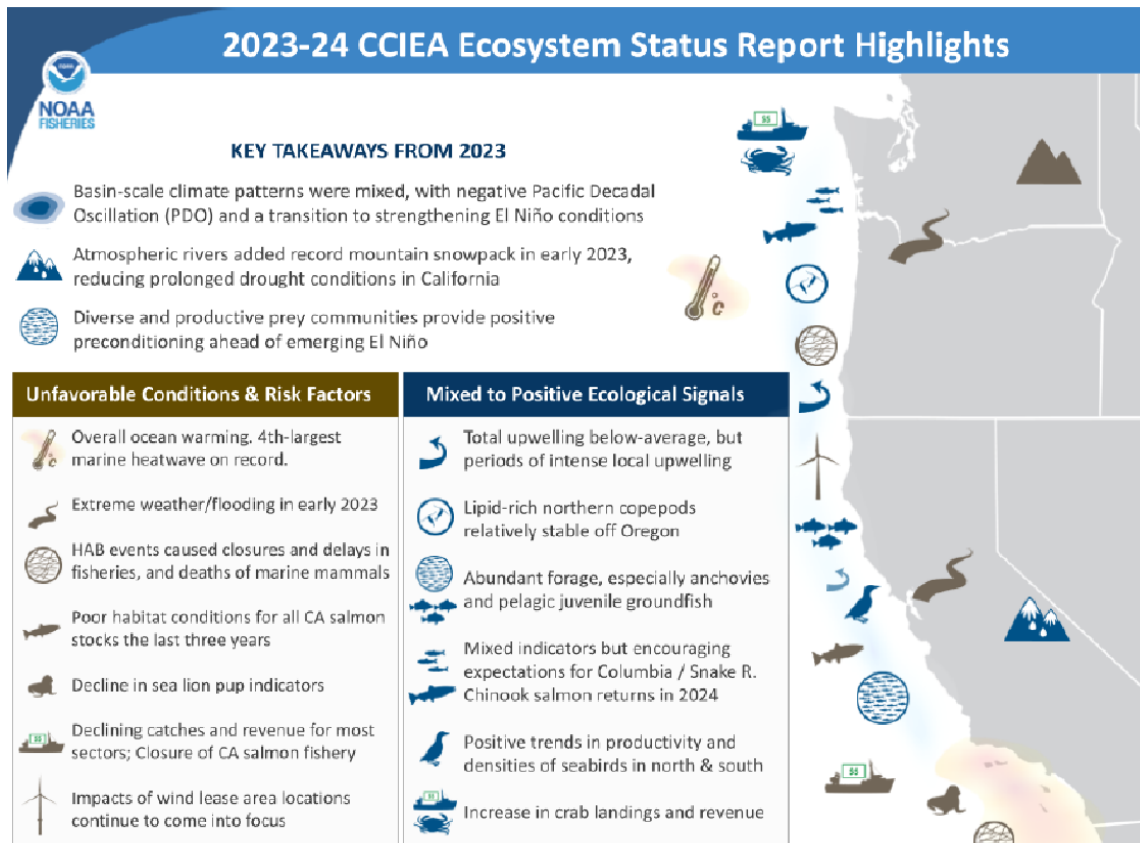 2023-24 CCIEA Ecosystem Status Report Highlights
NOAA
FISHERIES
KEY TAKEAWAYS FROM 2023
Basin-scale climate patterns were mixed, with negative Pacific Decadal
Oscillation (PDO) and a transition to strengthening El Niño conditions
Atmospheric rivers added record mountain snowpack in early 2023,
reducing prolonged drought conditions in California
Diverse and productive prey communities provide positive
preconditioning ahead of emerging El Niño
°C
Unfavorable Conditions & Risk Factors
°C
Overall ocean warming. 4th-largest
marine heatwave on record.
Extreme weather/flooding in early 2023
HAB events caused closures and delays in
fisheries, and deaths of marine mammals
Poor habitat conditions for all CA salmon
stocks the last three years
Decline in sea lion pup indicators
$$
Declining catches and revenue for most
sectors; Closure of CA salmon fishery
Impacts of wind lease area locations
continue to come into focus
Mixed to Positive Ecological Signals
Total upwelling below-average, but
periods of intense local upwelling
Lipid-rich northern copepods
relatively stable off Oregon
Abundant forage, especially anchovies
and pelagic juvenile groundfish
Mixed indicators but encouraging
expectations for Columbia / Snake R.
Chinook salmon returns in 2024
Positive trends in productivity and
densities of seabirds in north & south
$$
Increase in crab landings and revenue
$$
$$